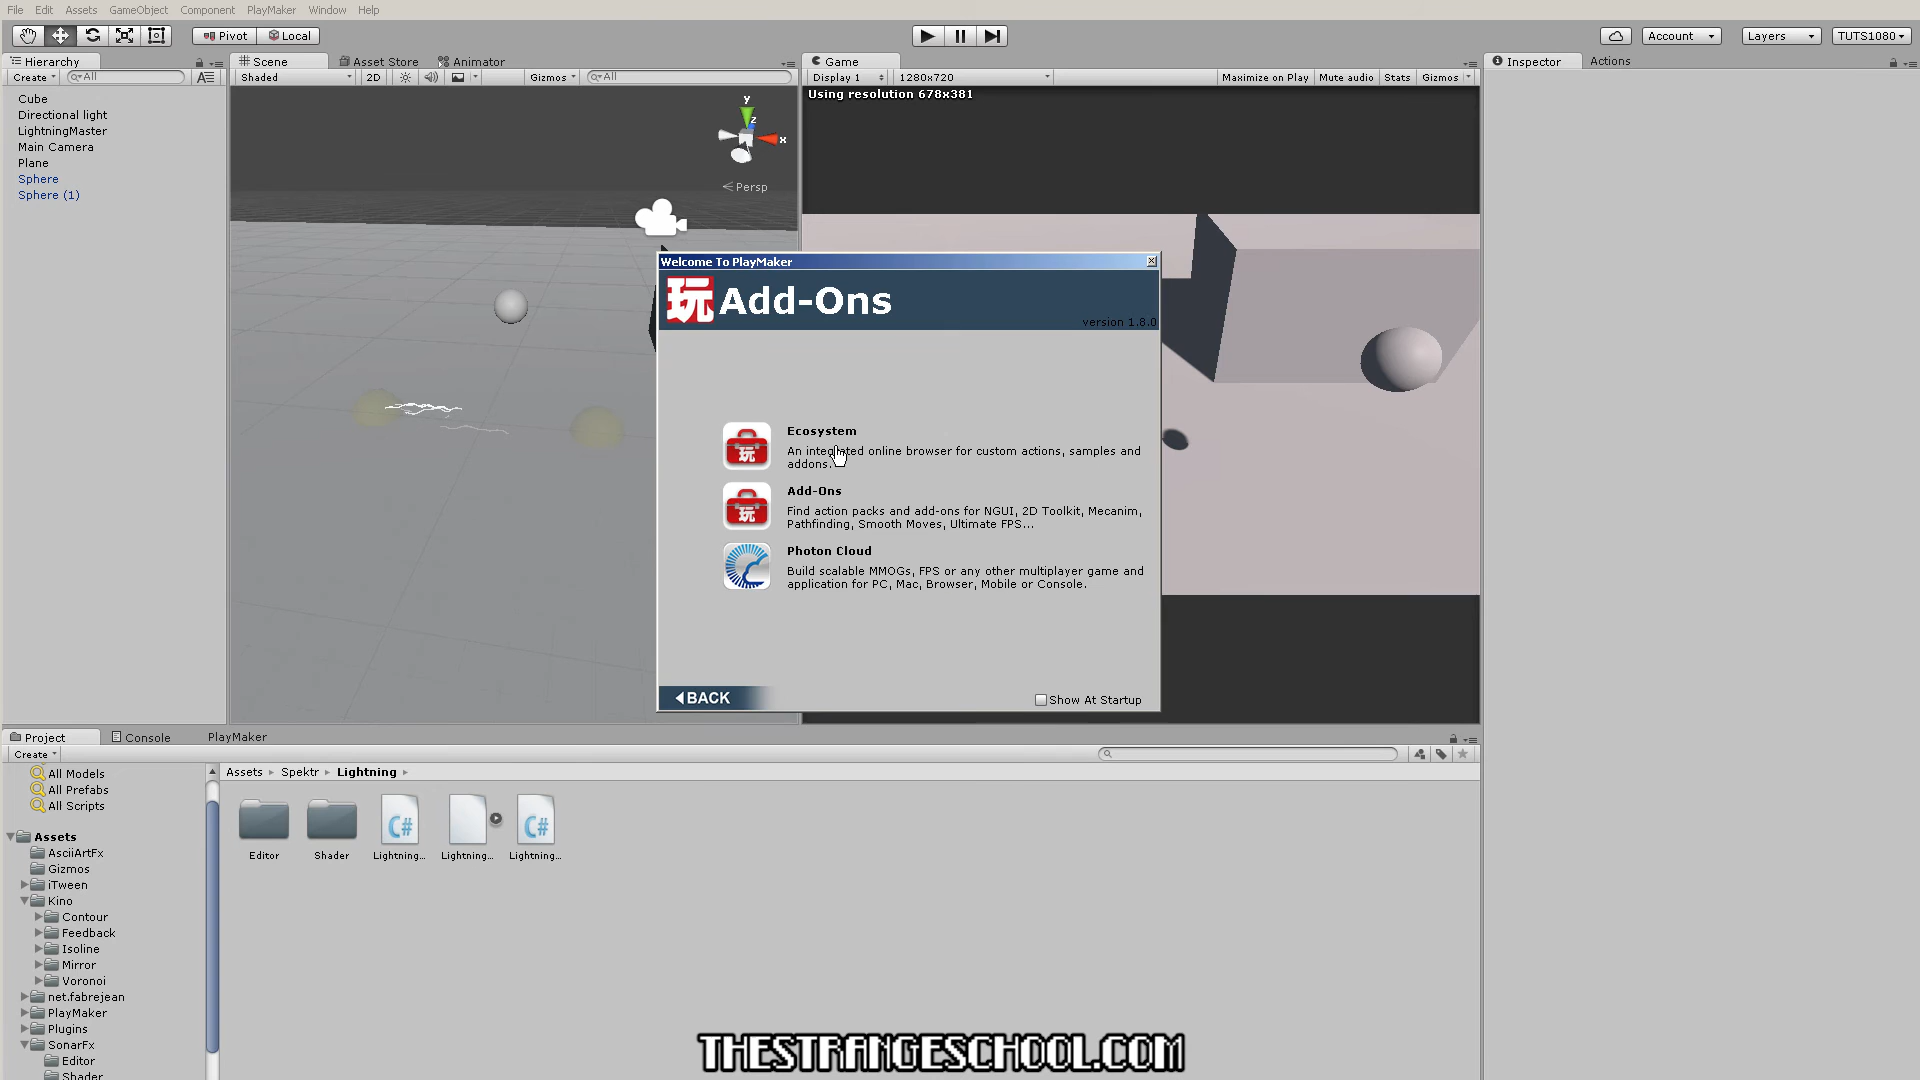 File Edit Assets GameObject Component PlayMaker Window Help
Pivot Local Account Layers TUTS1080
Hierarchy
Create All
Cube
Directional light
LightningMaster
Main Camera
Plane
Sphere
Sphere (1)
Scene Asset Store Animator
Shaded 2D Gizmos All
y
z
x
Persp
Game
Display 1 1280x720 Maximize on Play Mute audio Stats Gizmos
Using resolution 678x381
Inspector Actions
Welcome To PlayMaker
玩 Add-Ons
version 1.8.0
Ecosystem
An integrated online browser for custom actions, samples and
addons.
玩
Add-Ons
Find action packs and add-ons for NGUI, 2D Toolkit, Mecanim,
Pathfinding, Smooth Moves, Ultimate FPS...
玩
Photon Cloud
Build scalable MMOGs, FPS or any other multiplayer game and
application for PC, Mac, Browser, Mobile or Console.
BACK
Show At Startup
Project Console PlayMaker
Create
All Models
All Prefabs
All Scripts
Assets
AsciiArtFx
Gizmos
iTween
Kino
Contour
Feedback
Isoline
Mirror
Voronoi
net.fabrejean
PlayMaker
Plugins
SonarFx
Editor
Shader
Assets Spektr Lightning
C# C#
Editor Shader Lightning... Lightning... Lightning...
THESTRANGESCHOOL.COM